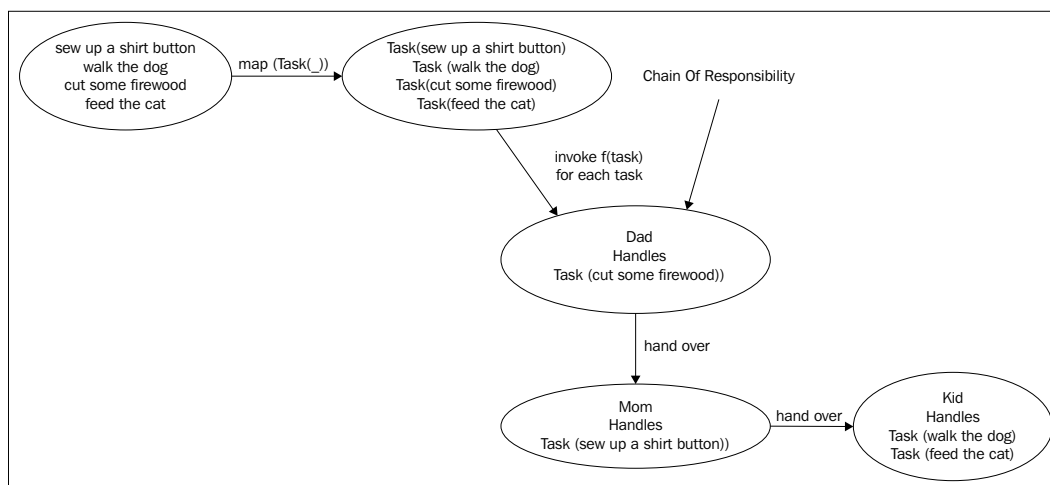 sew up a shirt button
walk the dog
cut some firewood
feed the cat
map (Task(_))
Task(sew up a shirt button)
Task (walk the dog)
Task(cut some firewood)
Task(feed the cat)
Chain Of Responsibility
invoke f(task)
for each task
Dad
Handles
Task (cut some firewood))
hand over
Mom
Handles
Task (sew up a shirt button))
hand over
Kid
Handles
Task (walk the dog)
Task (feed the cat)